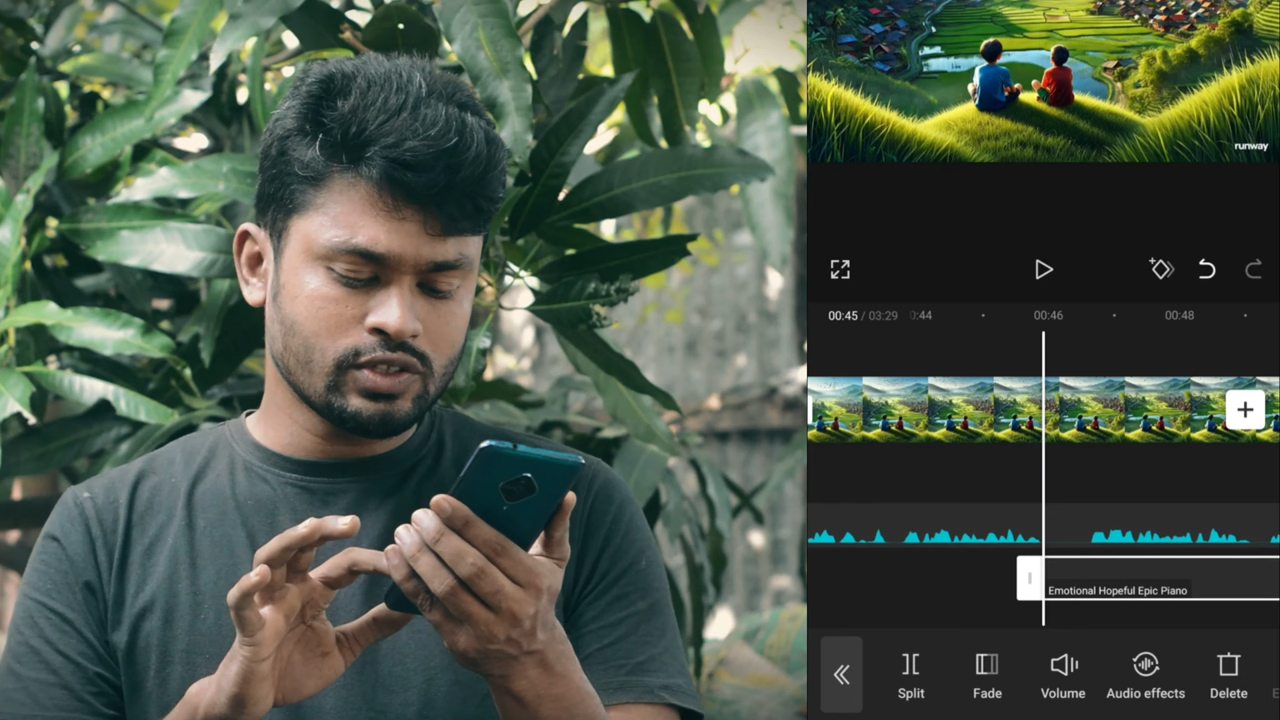 runway
00:45 / 03:29 0:44 00:46 00:48
Emotional Hopeful Epic Piano
Split Fade Volume Audio effects Delete